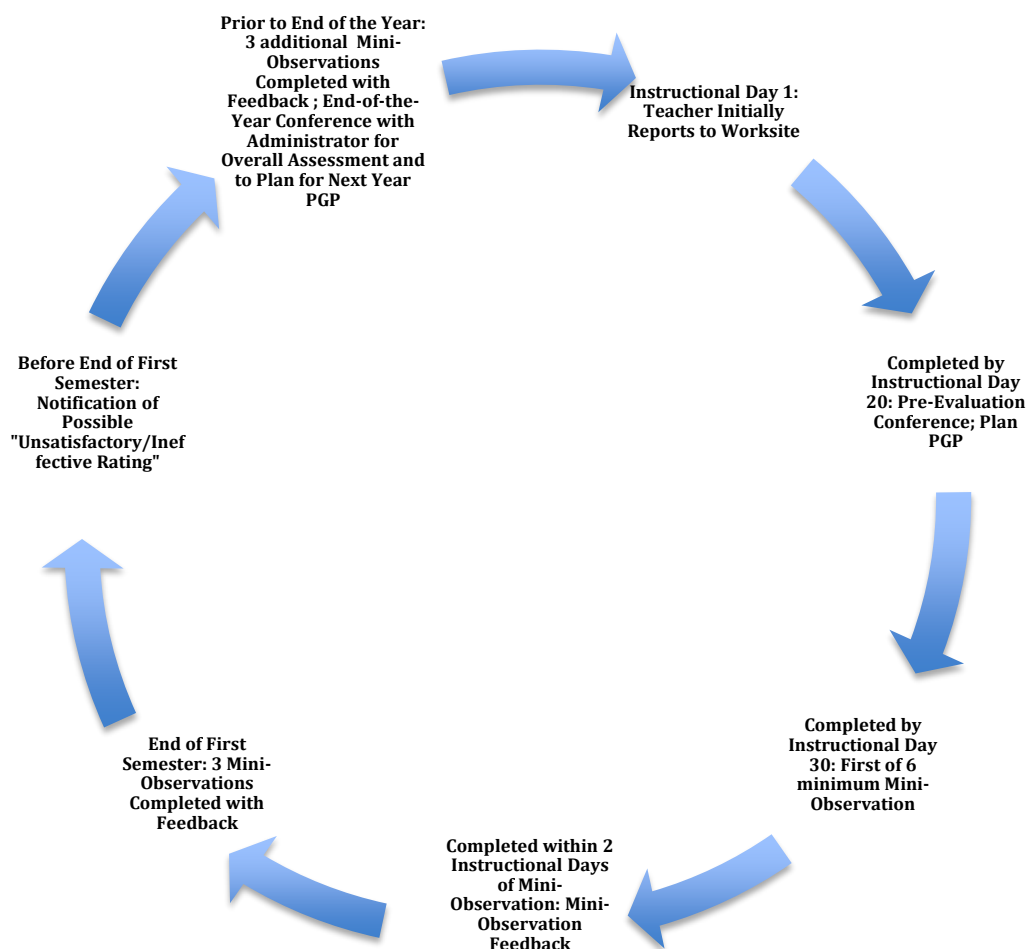 Prior to End of the Year:
3 additional Mini-
Observations
Completed with
Feedback ; End-of-the-
Year Conference with
Administrator for
Overall Assessment and
to Plan for Next Year
PGP
Instructional Day 1:
Teacher Initially
Reports to Worksite
Completed by
Instructional Day
20: Pre-Evaluation
Conference; Plan
PGP
Completed by
Instructional Day
30: First of 6
minimum Mini-
Observation
Completed within 2
Instructional Days
of Mini-
Observation: Mini-
Observation
Feedback
End of First
Semester: 3 Mini-
Observations
Completed with
Feedback
Before End of First
Semester:
Notification of
Possible
"Unsatisfactory/Inef
fective Rating"